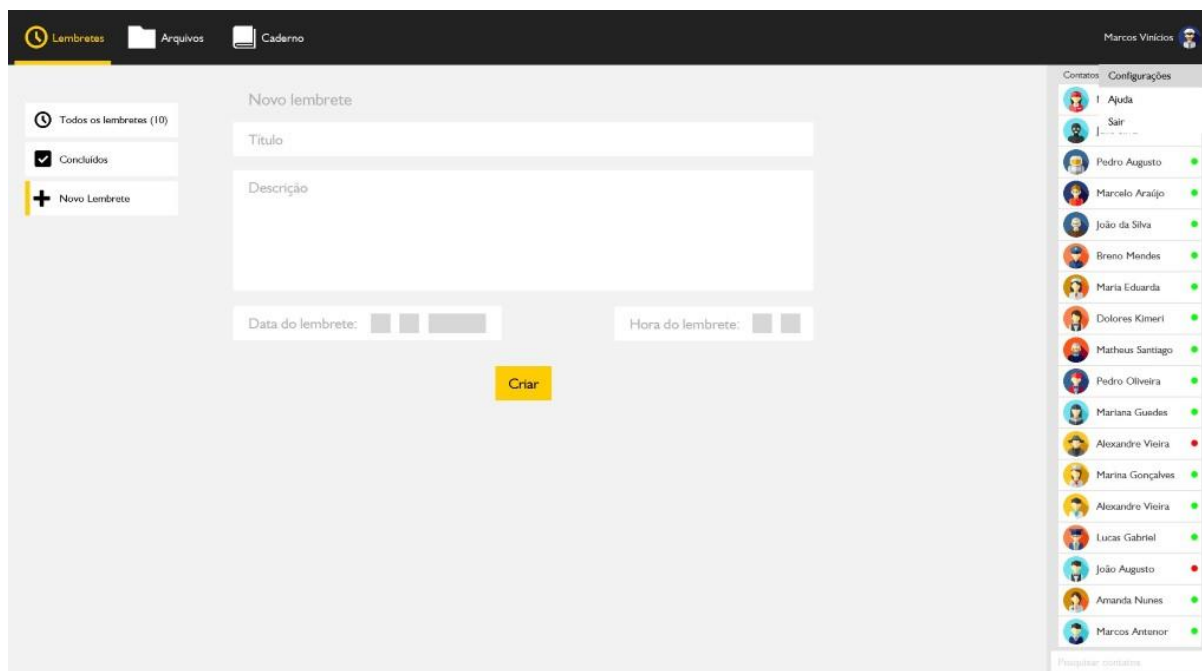 Lembretes
Arquivos
Caderno
Marcos Vinícios
Todos os lembretes (10)
Concluídos
Novo Lembrete
Novo lembrete
Título
Descrição
Data do lembrete:
Hora do lembrete:
Criar
Contatos
Configurações
Ajuda
Sair
Pedro Augusto
Marcelo Araújo
João da Silva
Breno Mendes
Maria Eduarda
Dolores Kimeri
Matheus Santiago
Pedro Oliveira
Mariana Guedes
Alexandre Vieira
Marina Gonçalves
Alexandre Vieira
Lucas Gabriel
João Augusto
Amanda Nunes
Marcos Antenor
Pesquisar contatos